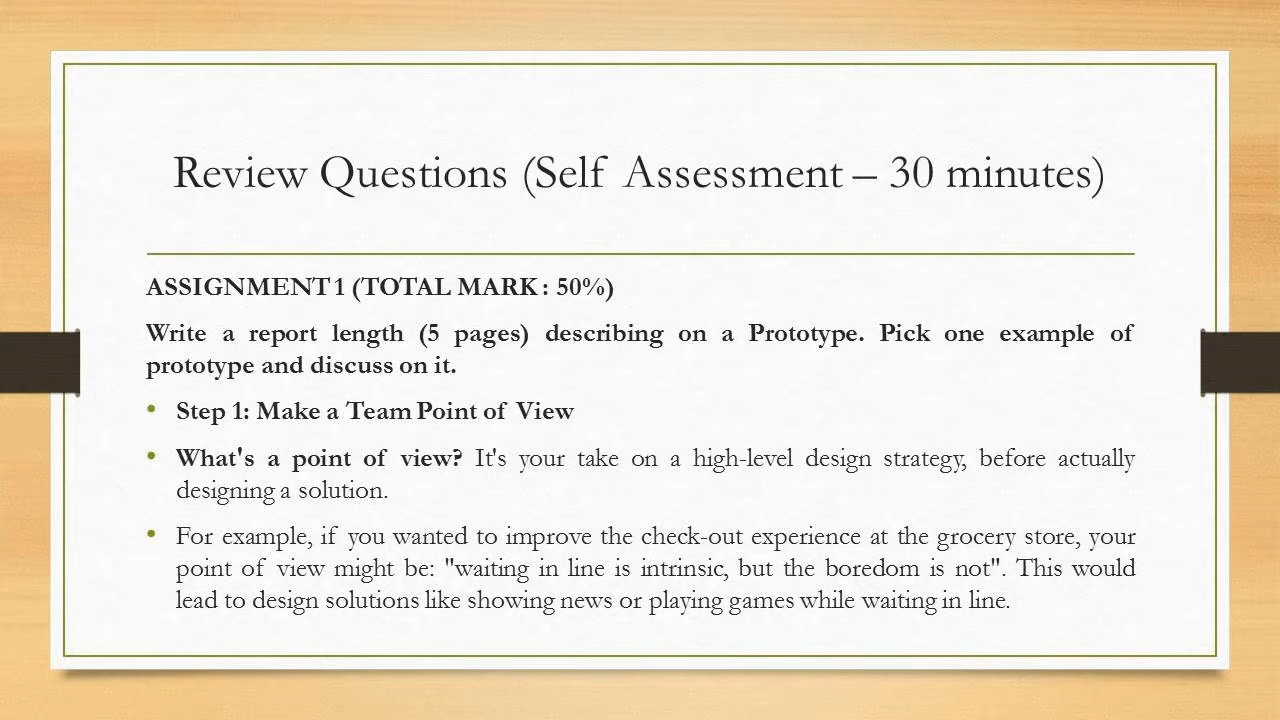 Review Questions (Self Assessment – 30 minutes)
ASSIGNMENT 1 (TOTAL MARK : 50%)
Write a report length (5 pages) describing on a Prototype. Pick one example of
prototype and discuss on it.
• Step 1: Make a Team Point of View
• What's a point of view? It's your take on a high-level design strategy, before actually
designing a solution.
• For example, if you wanted to improve the check-out experience at the grocery store, your
point of view might be: "waiting in line is intrinsic, but the boredom is not". This would
lead to design solutions like showing news or playing games while waiting in line.